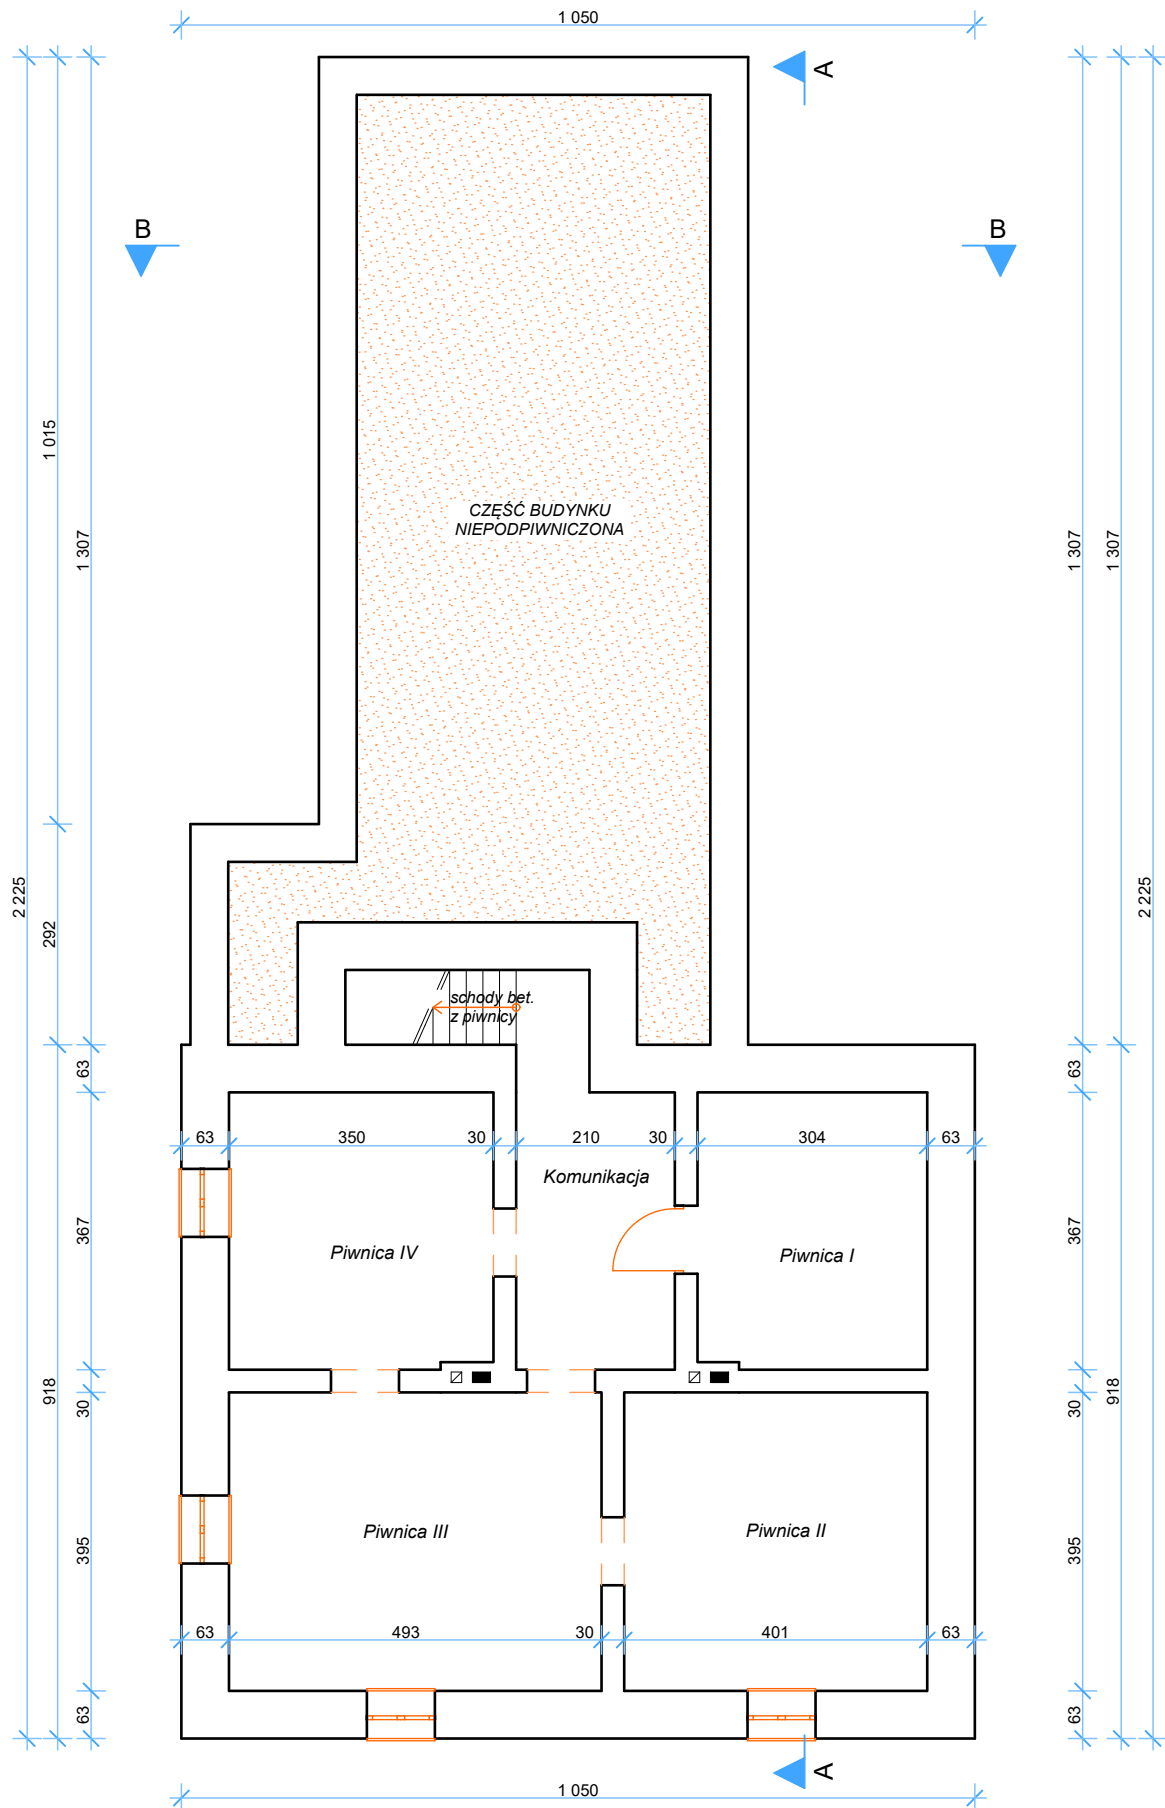 1 050
A
B
B
1 015
1 307
1 307
1 307
CZĘŚĆ BUDYNKU
NIEPODPIWNICZONA
2 225
292
2 225
schody bet.
z piwnicy
63
63
63
350
30
210
30
304
63
Komunikacja
367
Piwnica IV
Piwnica I
367
918
30
30
918
395
Piwnica III
Piwnica II
395
63
493
30
401
63
63
63
A
1 050